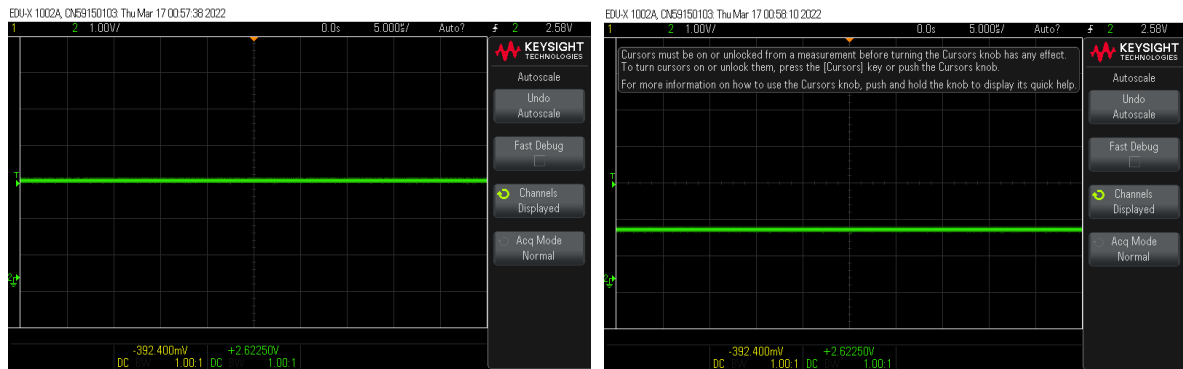 EDU-X 1002A, CN59150103: Thu Mar 17 00:57:38 2022
1 2 1.00V/ 0.0s 5.000s/ Auto? 2 2.58V
KEYSIGHT
TECHNOLOGIES
Autoscale
Undo
Autoscale
Fast Debug
Channels
Displayed
Acq Mode
Normal
T
2
-392.400mV +2.62250V
DC BW 1.00:1 DC BW 1.00:1
EDU-X 1002A, CN59150103: Thu Mar 17 00:58:10 2022
1 2 1.00V/ 0.0s 5.000s/ Auto? 2 2.58V
Cursors must be on or unlocked from a measurement before turning the Cursors knob has any effect.
To turn cursors on or unlock them, press the [Cursors] key or push the Cursors knob.
For more information on how to use the Cursors knob, push and hold the knob to display its quick help.
KEYSIGHT
TECHNOLOGIES
Autoscale
Undo
Autoscale
Fast Debug
Channels
Displayed
Acq Mode
Normal
T
2
-392.400mV +2.62250V
DC BW 1.00:1 DC BW 1.00:1